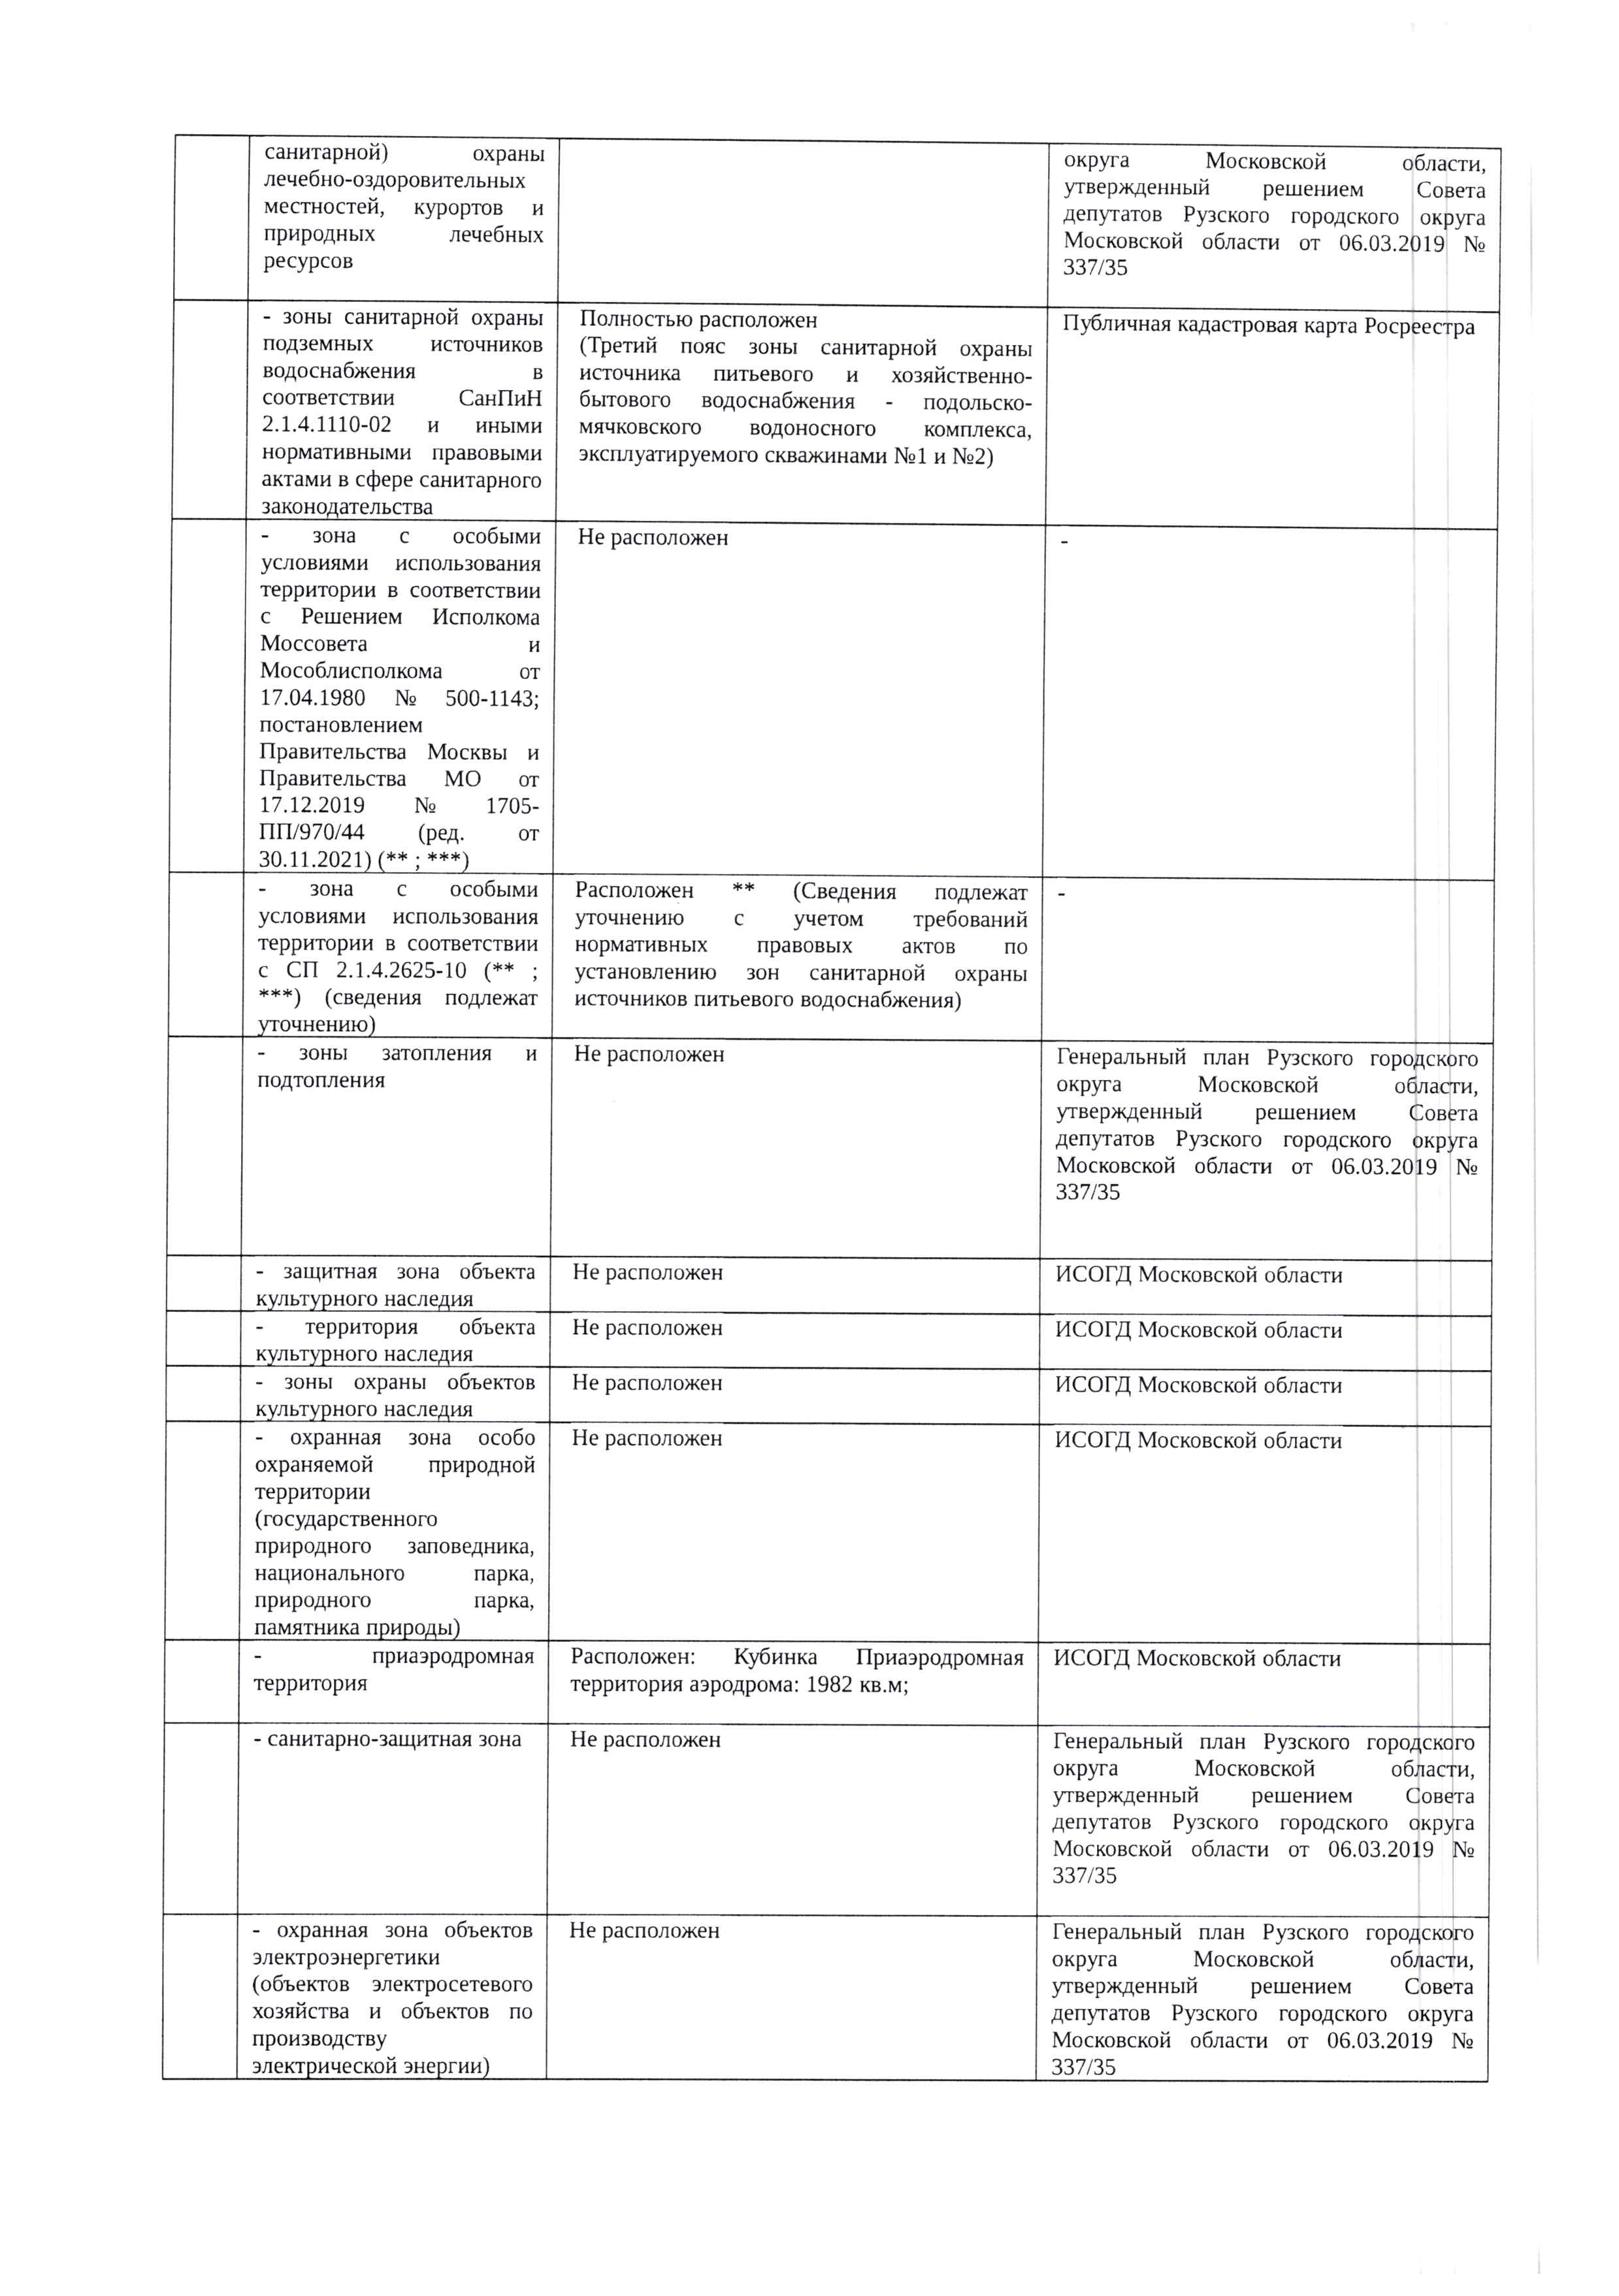 санитарной) охраны
лечебно-оздоровительных
местностей, курортов и
природных лечебных
ресурсов
округа Московской области,
утвержденный решением Совета
депутатов Рузского городского округа
Московской области от 06.03.2019 №
337/35
- зоны санитарной охраны
подземных источников
водоснабжения в
соответствии СанПиН
2.1.4.1110-02 и иными
нормативными правовыми
актами в сфере санитарного
законодательства
Полностью расположен
(Третий пояс зоны санитарной охраны
источника питьевого и хозяйственно-
бытового водоснабжения - подольско-
мячковского водоносного комплекса,
эксплуатируемого скважинами №1 и №2)
Публичная кадастровая карта Росреестра
- зона с особыми
условиями использования
территории в соответствии
с Решением Исполкома
Моссовета и
Мособлисполкома от
17.04.1980 № 500-1143;
постановлением
Правительства Москвы и
Правительства МО от
17.12.2019 № 1705-
ПП/970/44 (ред. от
30.11.2021) (** ; ***)
Не расположен
-
- зона с особыми
условиями использования
территории в соответствии
с СП 2.1.4.2625-10 (** ;
***) (сведения подлежат
уточнению)
Расположен ** (Сведения подлежат
уточнению с учетом требований
нормативных правовых актов по
установлению зон санитарной охраны
источников питьевого водоснабжения)
-
- зоны затопления и
подтопления
Не расположен
Генеральный план Рузского городского
округа Московской области,
утвержденный решением Совета
депутатов Рузского городского округа
Московской области от 06.03.2019 №
337/35
- защитная зона объекта
культурного наследия
Не расположен
ИСОГД Московской области
- территория объекта
культурного наследия
Не расположен
ИСОГД Московской области
- зоны охраны объектов
культурного наследия
Не расположен
ИСОГД Московской области
- охранная зона особо
охраняемой природной
территории
(государственного
природного заповедника,
национального парка,
природного парка,
памятника природы)
Не расположен
ИСОГД Московской области
- приаэродромная
территория
Расположен: Кубинка Приаэродромная
территория аэродрома: 1982 кв.м;
ИСОГД Московской области
- санитарно-защитная зона
Не расположен
Генеральный план Рузского городского
округа Московской области,
утвержденный решением Совета
депутатов Рузского городского округа
Московской области от 06.03.2019 №
337/35
- охранная зона объектов
электроэнергетики
(объектов электросетевого
хозяйства и объектов по
производству
электрической энергии)
Не расположен
Генеральный план Рузского городского
округа Московской области,
утвержденный решением Совета
депутатов Рузского городского округа
Московской области от 06.03.2019 №
337/35